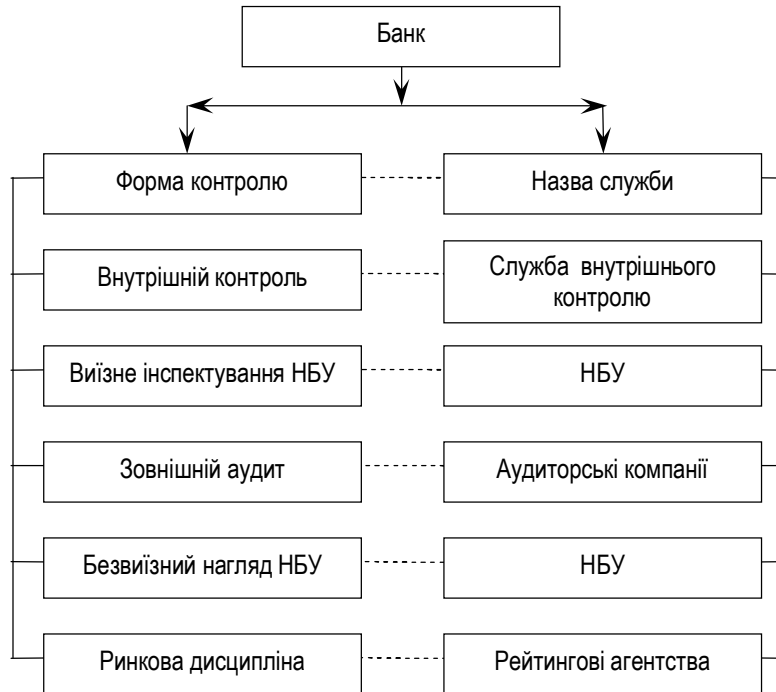 Банк
Форма контролю
Назва служби
Внутрішній контроль
Служба внутрішнього
контролю
Виїзне інспектування НБУ
НБУ
Зовнішній аудит
Аудиторські компанії
Безвиїзний нагляд НБУ
НБУ
Ринкова дисципліна
Рейтингові агентства